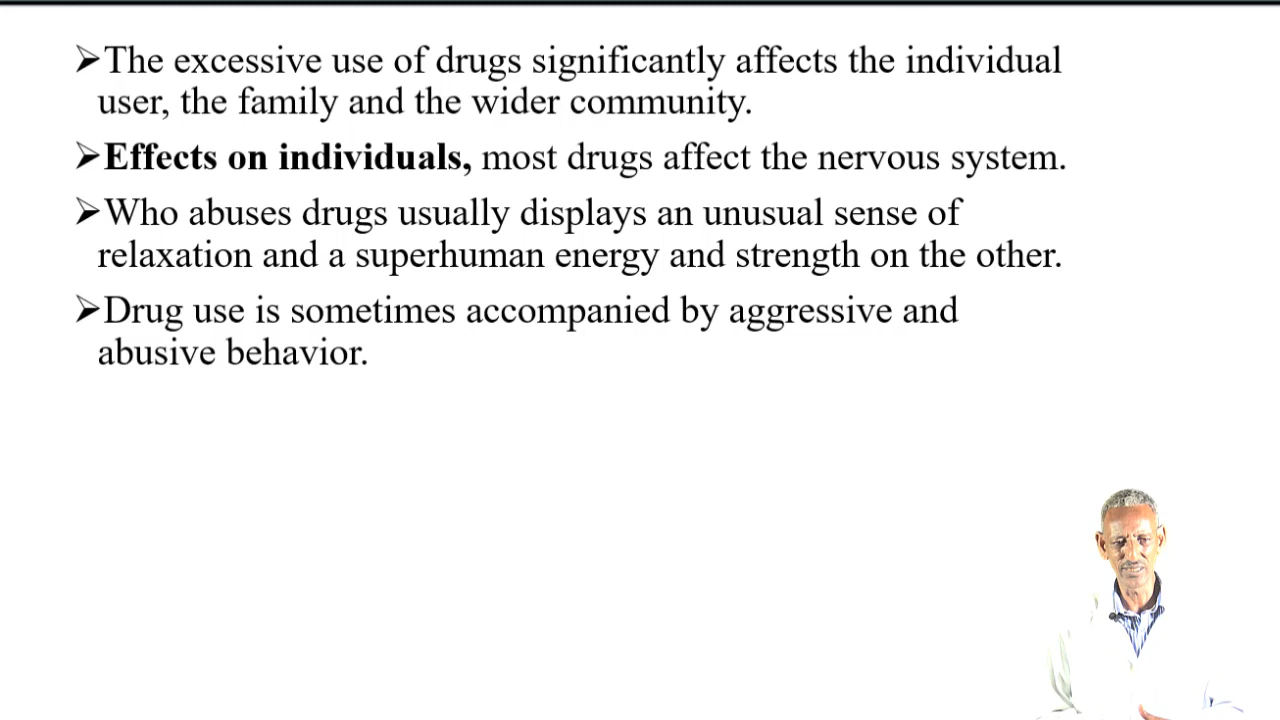 ➢The excessive use of drugs significantly affects the individual
user, the family and the wider community.
➢Effects on individuals, most drugs affect the nervous system.
➢Who abuses drugs usually displays an unusual sense of
relaxation and a superhuman energy and strength on the other.
➢Drug use is sometimes accompanied by aggressive and
abusive behavior.